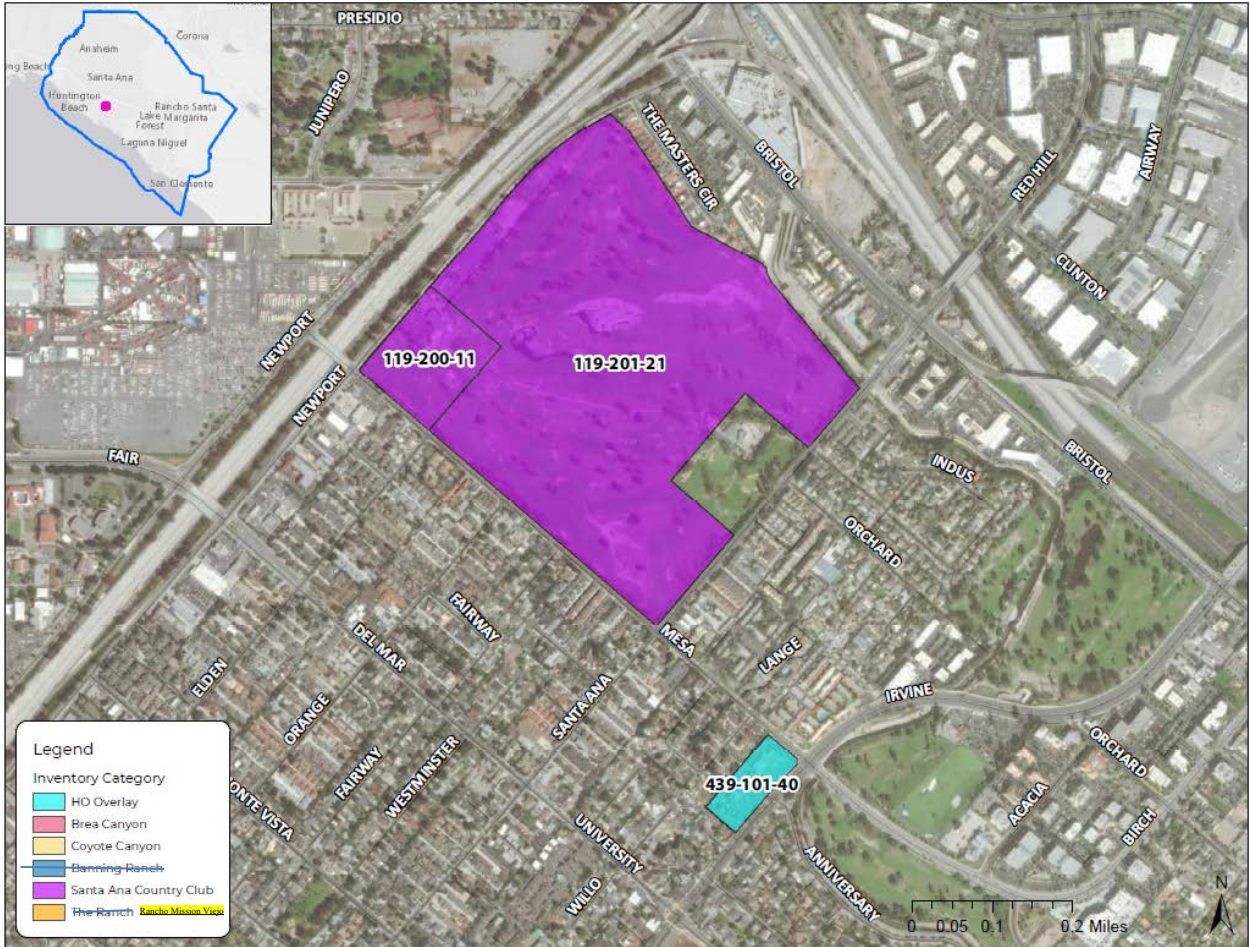 PRESIDIO
Corona
Anaheim
ng Beach
Santa Ana
Huntington
Beach
Rancho Santa
Lake Margarita
Forest
Laguna Niguel
San Clemente
JUNIPERO
THE MASTERS CIR
BRISTOL
RED HILL
AIRWAY
CLINTON
NEWPORT
NEWPORT
119-200-11
119-201-21
FAIR
INDUS
BRISTOL
ORCHARD
FAIRWAY
DEL MAR
MESA
LANGE
ELDEN
ORANGE
SANTA ANA
IRVINE
FAIRWAY
WESTMINSTER
ORCHARD
439-101-40
ONTE VISTA
UNIVERSITY
ACACIA
BIRCH
WILLO
ANNIVERSARY
Legend
Inventory Category
HO Overlay
Brea Canyon
Coyote Canyon
Banning Ranch
Santa Ana Country Club
The Ranch Rancho Mission Viejo
N
0 0.05 0.1 0.2 Miles